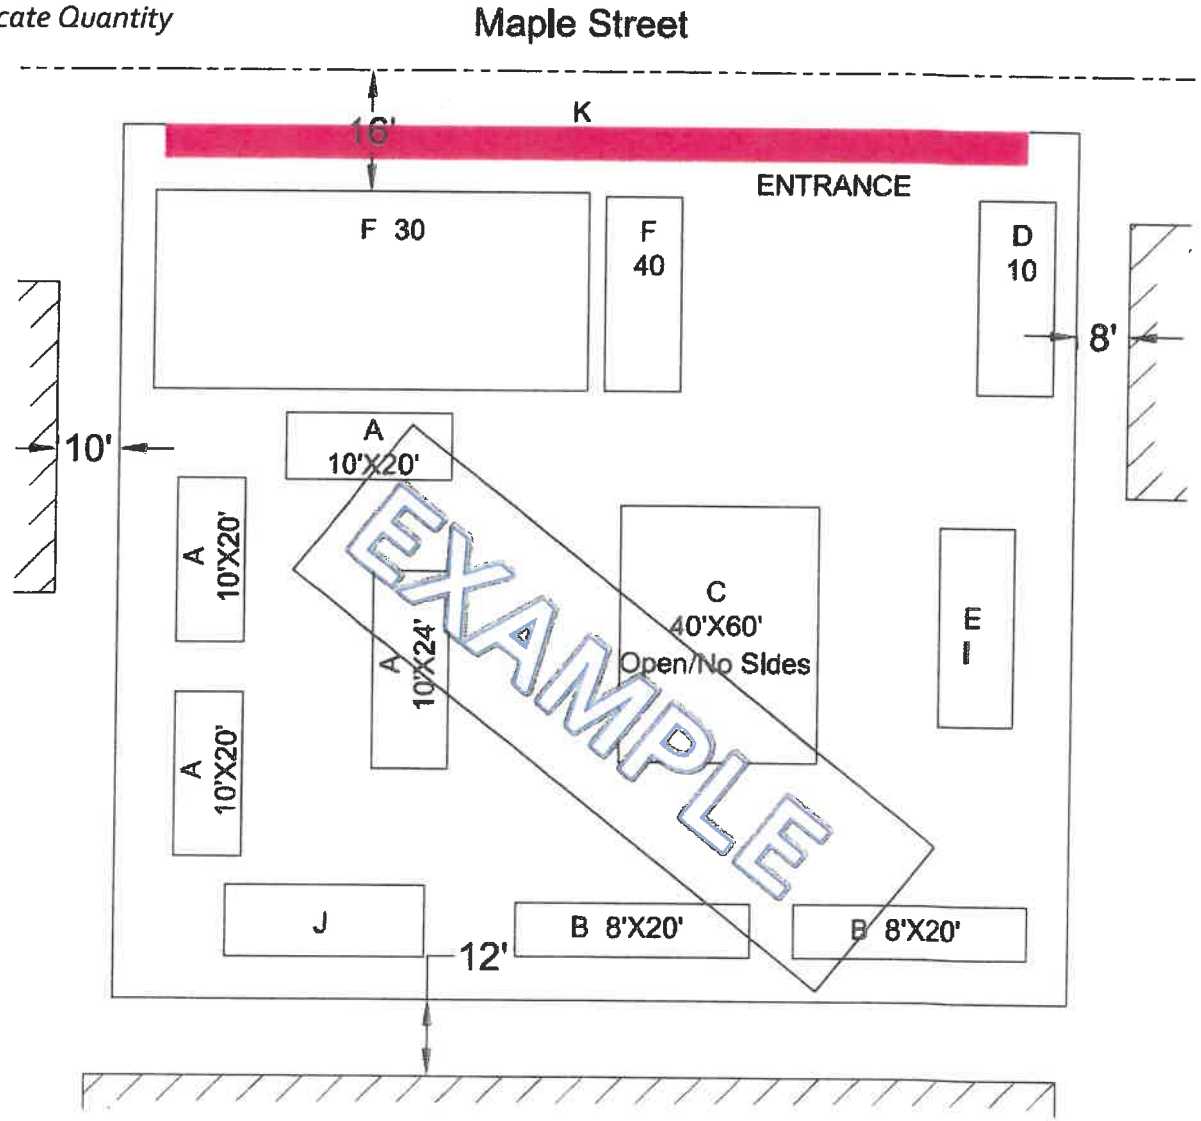 cate Quantity
Maple Street
K
16'
ENTRANCE
F 30
F
40
D
10
8'
10'
A
10'X20'
A
10'X20'
EXAMPLE
C
40'X60'
Open/No Sides
E
A
10'X24'
A
10'X20'
J
B 8'X20'
B 8'X20'
12'